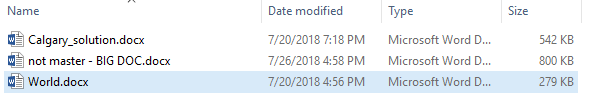 Name Date modified Type Size
Calgary_solution.docx 7/20/2018 7:18 PM Microsoft Word D... 542 KB
not master - BIG DOC.docx 7/26/2018 4:58 PM Microsoft Word D... 800 KB
World.docx 7/20/2018 4:56 PM Microsoft Word D... 279 KB